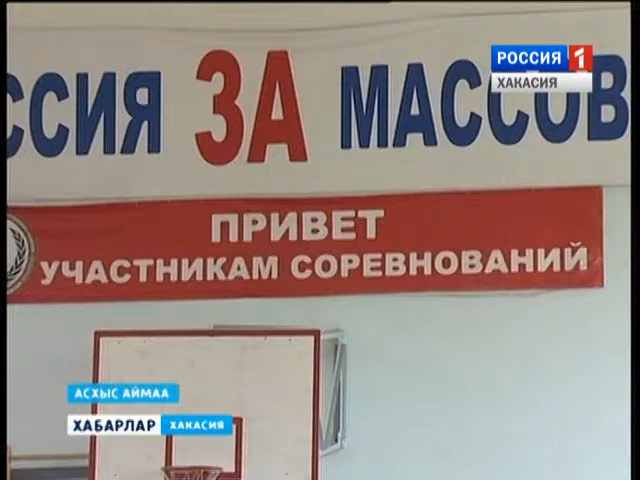 ССИЯ ЗА МАССОВ
РОССИЯ 1
ХАКАСИЯ
ПРИВЕТ
УЧАСТНИКАМ СОРЕВНОВАНИЙ
АСХЫС АЙМАА
ХАБАРЛАР ХАКАСИЯ